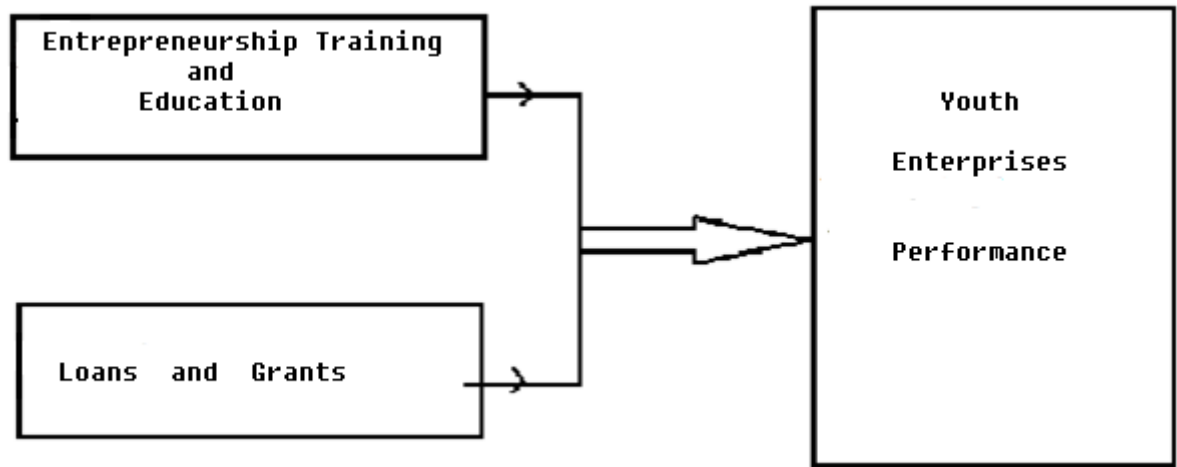 Entrepreneurship Training
and
Education
Loans and Grants
Youth
Enterprises
Performance